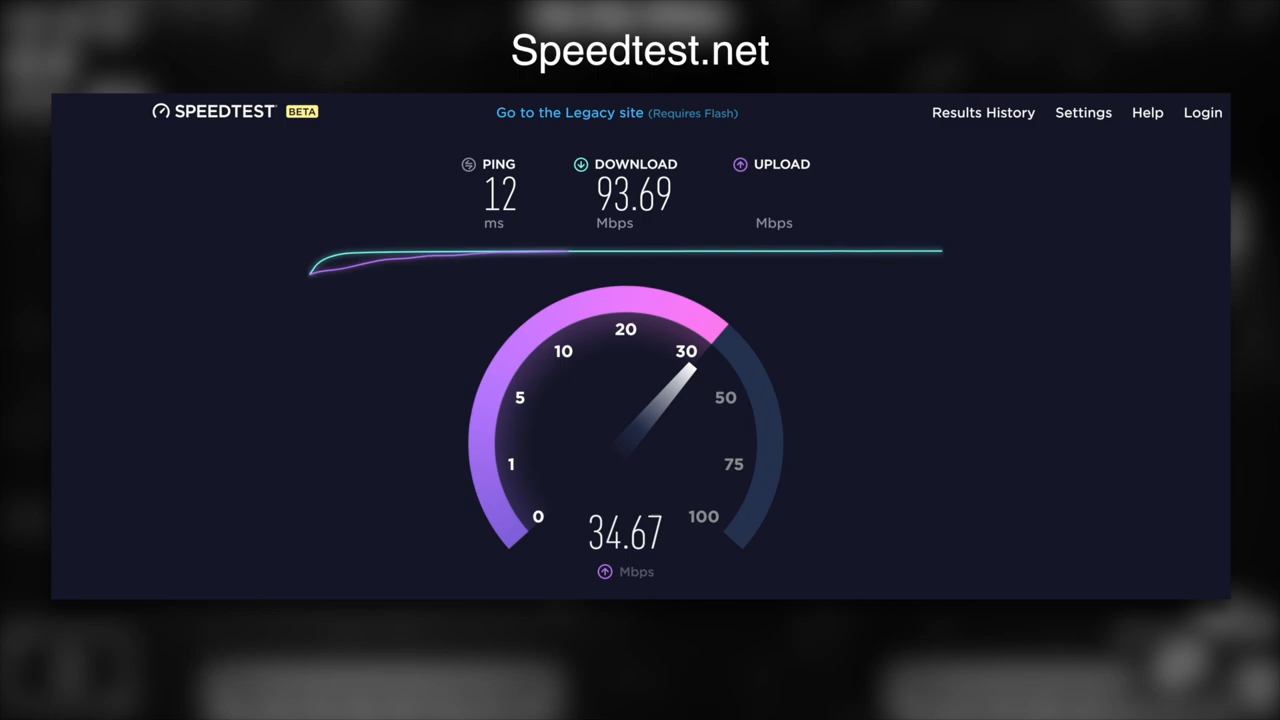 Speedtest.net
SPEEDTEST BETA
Go to the Legacy site (Requires Flash)
Results History Settings Help Login
PING DOWNLOAD UPLOAD
12 93.69
ms Mbps Mbps
20
10 30
5 50
1 75
0 100
34.67
Mbps